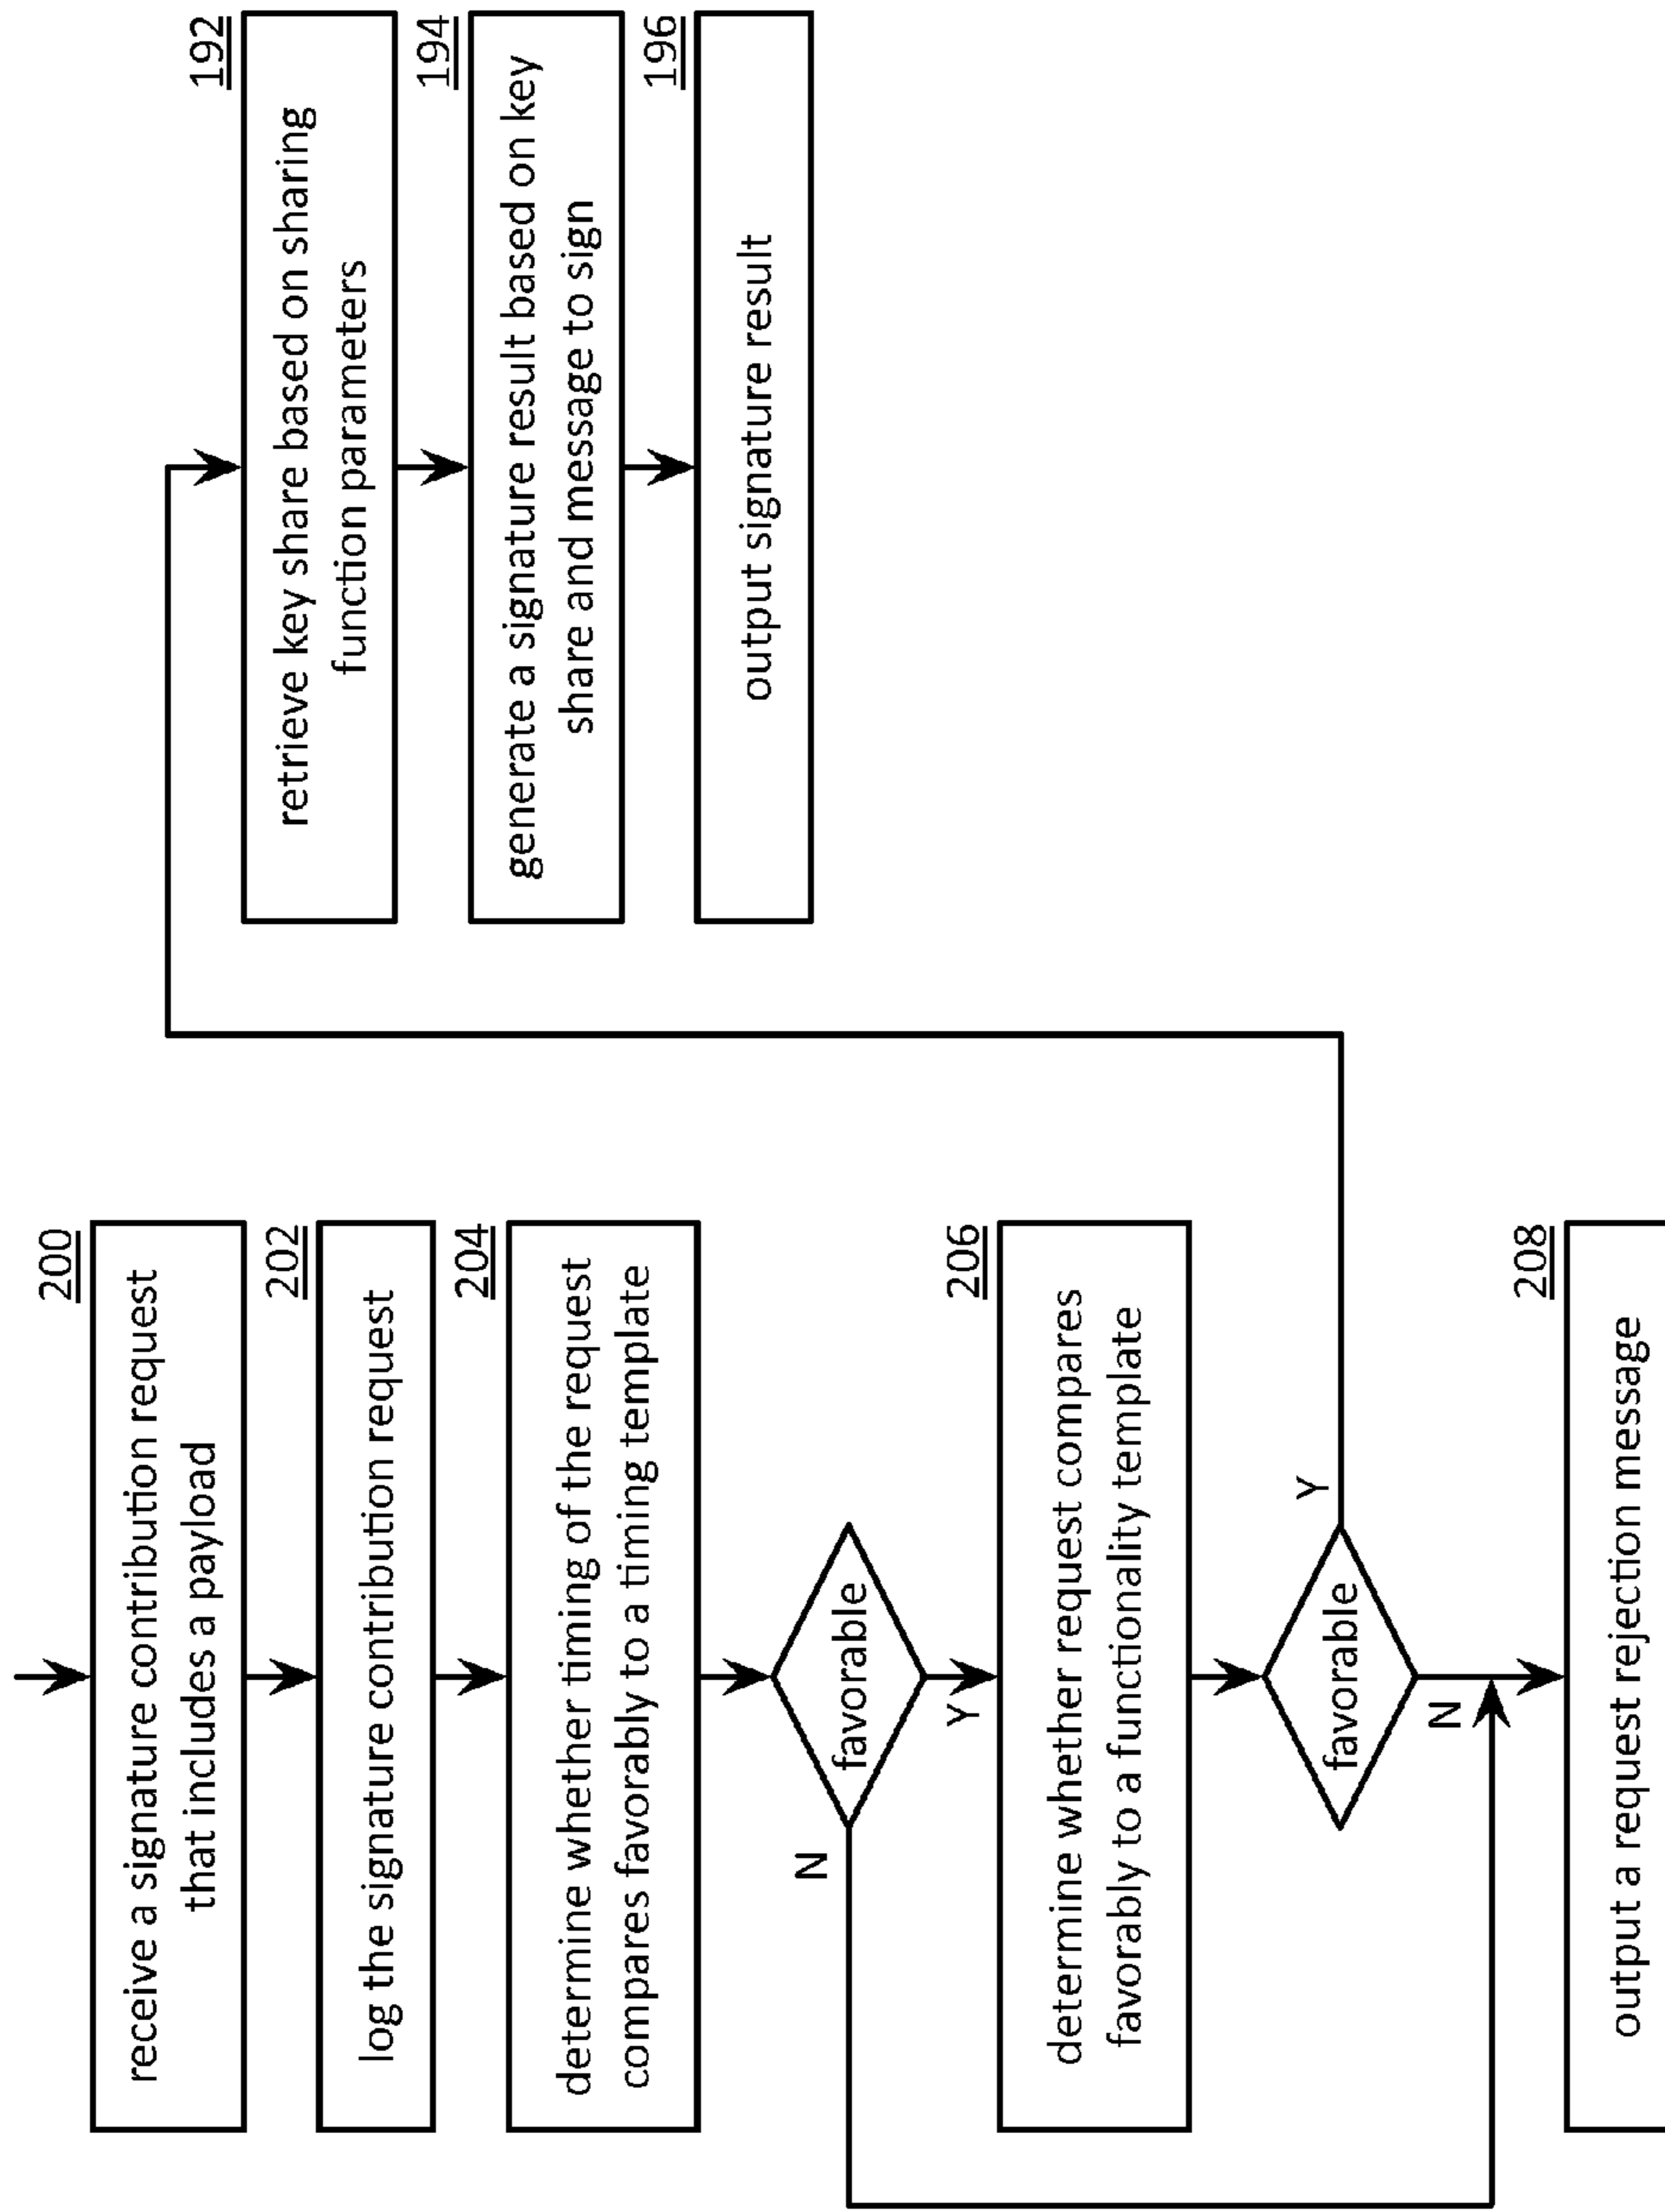 200
receive a signature contribution request
that includes a payload
202
log the signature contribution request
204
determine whether timing of the request
compares favorably to a timing template
favorable
N
Y
206
determine whether request compares
favorably to a functionality template
favorable
Y
N
208
output a request rejection message
192
retrieve key share based on sharing
function parameters
194
generate a signature result based on key
share and message to sign
196
output signature result